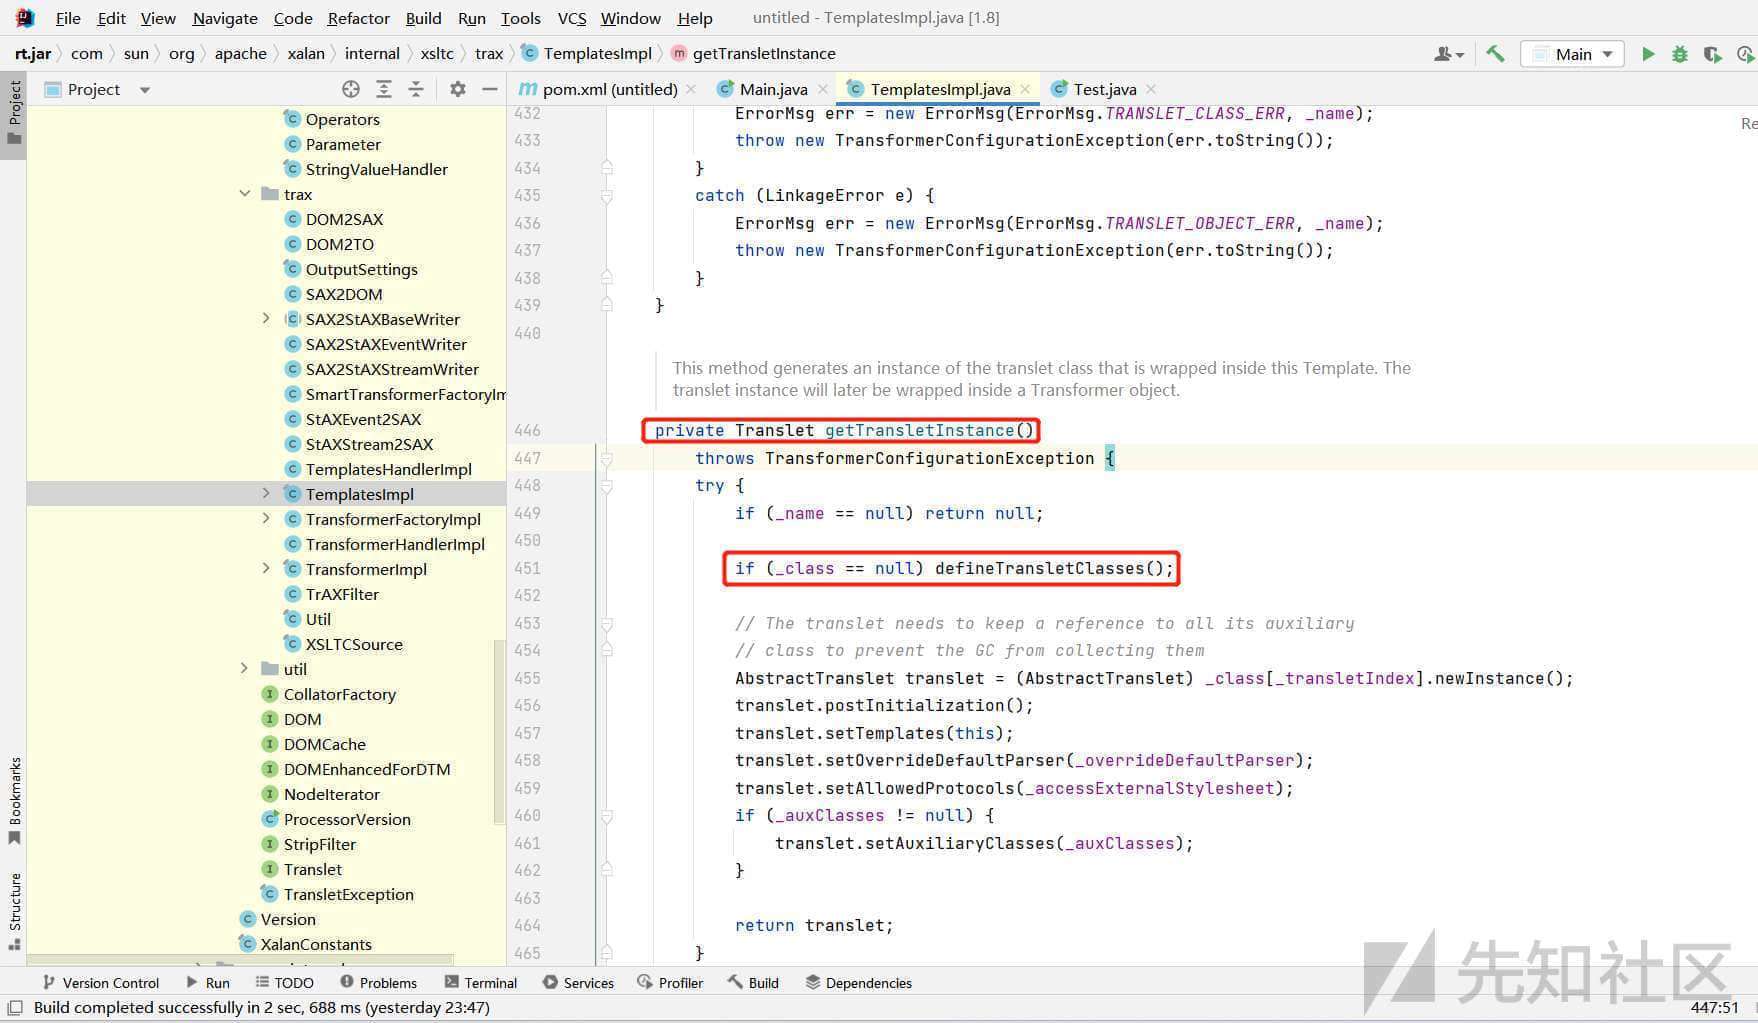 File Edit View Navigate Code Refactor Build Run Tools VCS Window Help untitled - TemplatesImpl.java [1.8]
rt.jar com sun org apache xalan internal xsltc trax TemplatesImpl getTransletInstance Main
Project
pom.xml (untitled) Main.java TemplatesImpl.java Test.java
Project
Bookmarks
Structure
Operators
Parameter
StringValueHandler
trax
DOM2SAX
DOM2TO
OutputSettings
SAX2DOM
SAX2StAXBaseWriter
SAX2StAXEventWriter
SAX2StAXStreamWriter
SmartTransformerFactoryIm
StAXEvent2SAX
StAXStream2SAX
TemplatesHandlerImpl
TemplatesImpl
TransformerFactoryImpl
TransformerHandlerImpl
TransformerImpl
TrAXFilter
Util
XSLTCSource
util
CollatorFactory
DOM
DOMCache
DOMEnhancedForDTM
NodeIterator
ProcessorVersion
StripFilter
Translet
TransletException
Version
XalanConstants
432 ErrorMsg err = new ErrorMsg(ErrorMsg.TRANSLET_CLASS_ERR, _name);
Re
433 throw new TransformerConfigurationException(err.toString());
434 }
435 catch (LinkageError e) {
436 ErrorMsg err = new ErrorMsg(ErrorMsg.TRANSLET_OBJECT_ERR, _name);
437 throw new TransformerConfigurationException(err.toString());
438 }
439 }
440
This method generates an instance of the translet class that is wrapped inside this Template. The
translet instance will later be wrapped inside a Transformer object.
446 private Translet getTransletInstance()
447 throws TransformerConfigurationException {
448 try {
449 if (_name == null) return null;
450
451 if (_class == null) defineTransletClasses();
452
453 // The translet needs to keep a reference to all its auxiliary
454 // class to prevent the GC from collecting them
455 AbstractTranslet translet = (AbstractTranslet) _class[_transletIndex].newInstance();
456 translet.postInitialization();
457 translet.setTemplates(this);
458 translet.setOverrideDefaultParser(_overrideDefaultParser);
459 translet.setAllowedProtocols(_accessExternalStylesheet);
460 if (_auxClasses != null) {
461 translet.setAuxiliaryClasses(_auxClasses);
462 }
463
464 return translet;
465 }
先知社区
Version Control Run TODO Problems Terminal Services Profiler Build Dependencies
Build completed successfully in 2 sec, 688 ms (yesterday 23:47) 447:51